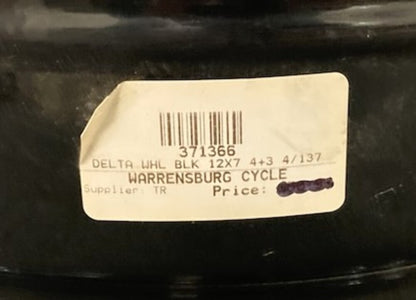 371366
DELTA WHL BLK 12X7 4+3 4/137
WARRENSBURG CYCLE
Supplier: TR Price: